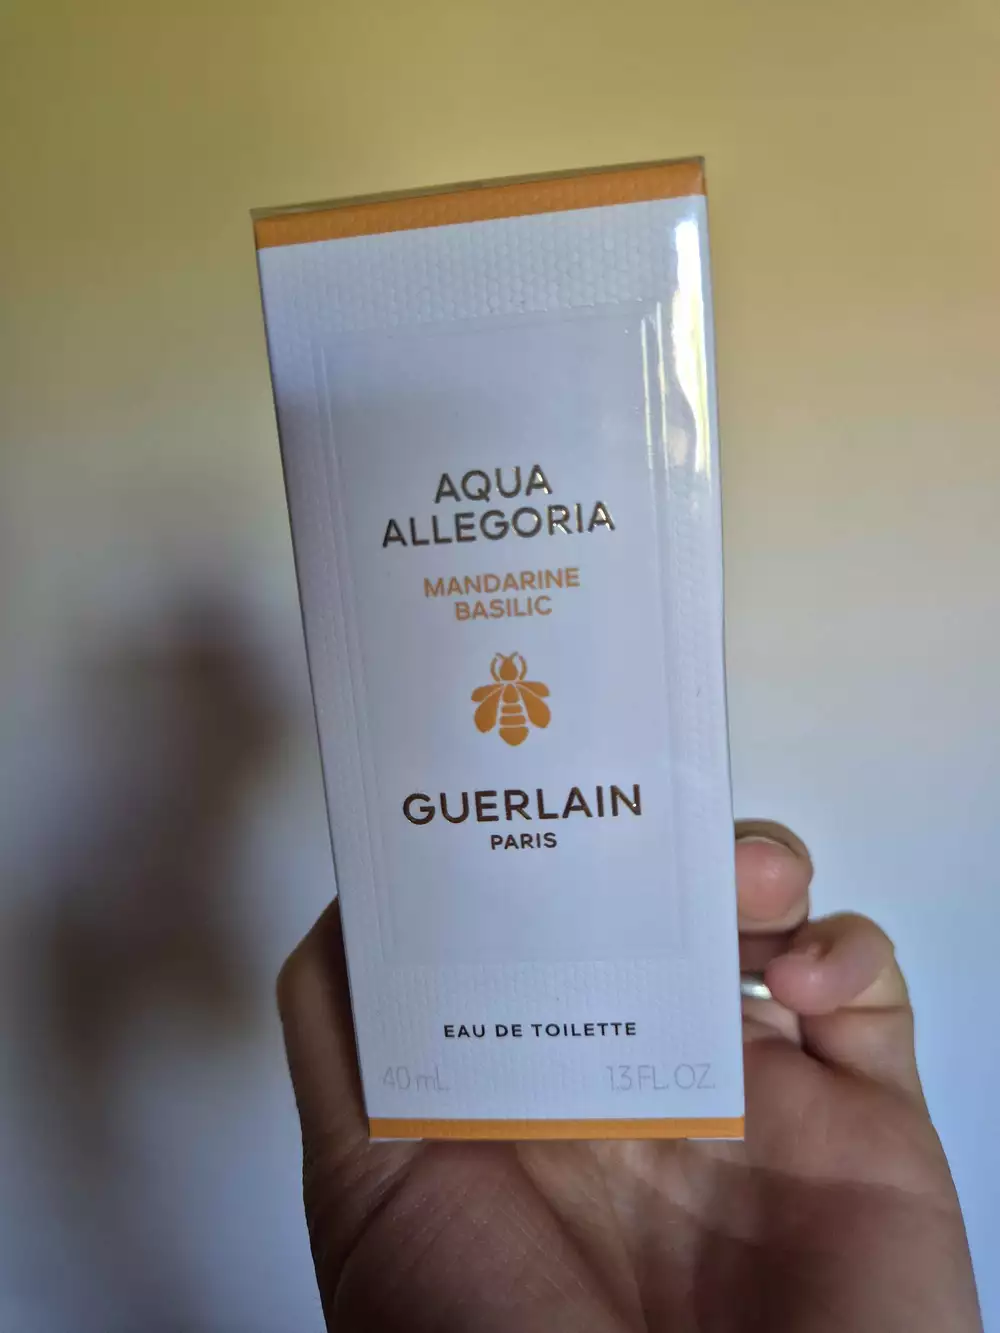 AQUA
ALLEGORIA
MANDARINE
BASILIC
GUERLAIN
PARIS
EAU DE TOILETTE
40 mL 1.3 FL. OZ.